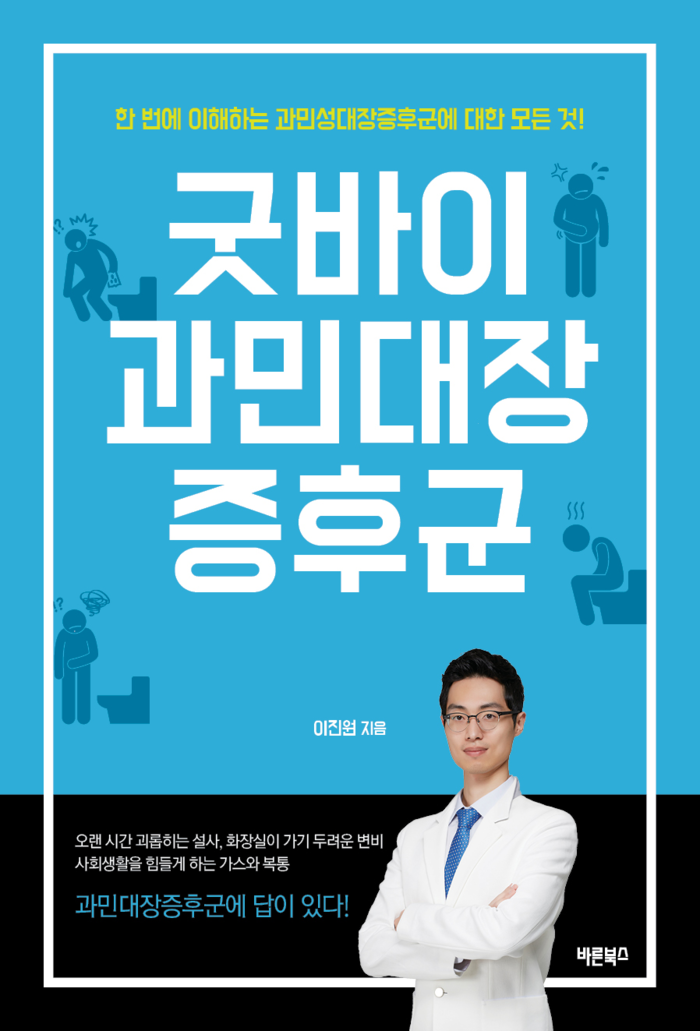 한 번에 이해하는 과민성대장증후군에 대한 모든 것!
굿바이
과민대장
증후군
이진원 지음
오랜 시간 괴롭히는 설사, 화장실이 가기 두려운 변비
사회생활을 힘들게 하는 가스와 복통
과민대장증후군에 답이 있다!
바른북스
!?
!?